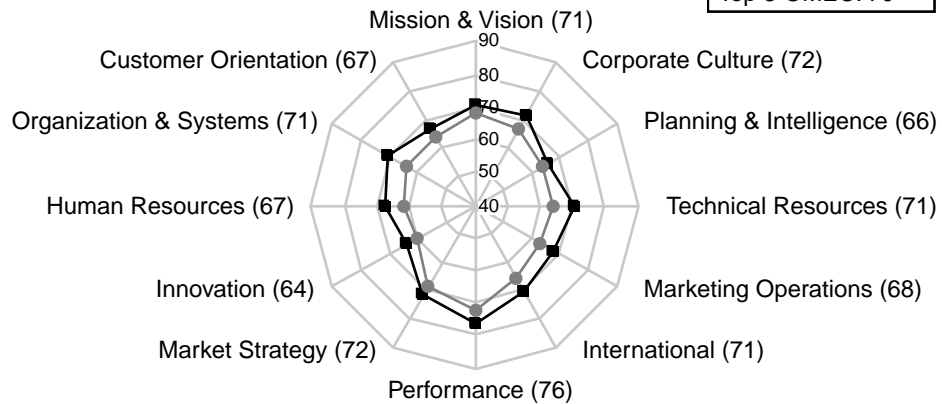 Mission & Vision (71)
Customer Orientation (67)
Corporate Culture (72)
Organization & Systems (71)
Planning & Intelligence (66)
Human Resources (67)
Technical Resources (71)
Innovation (64)
Marketing Operations (68)
Market Strategy (72)
International (71)
Performance (76)
90
80
70
60
50
40